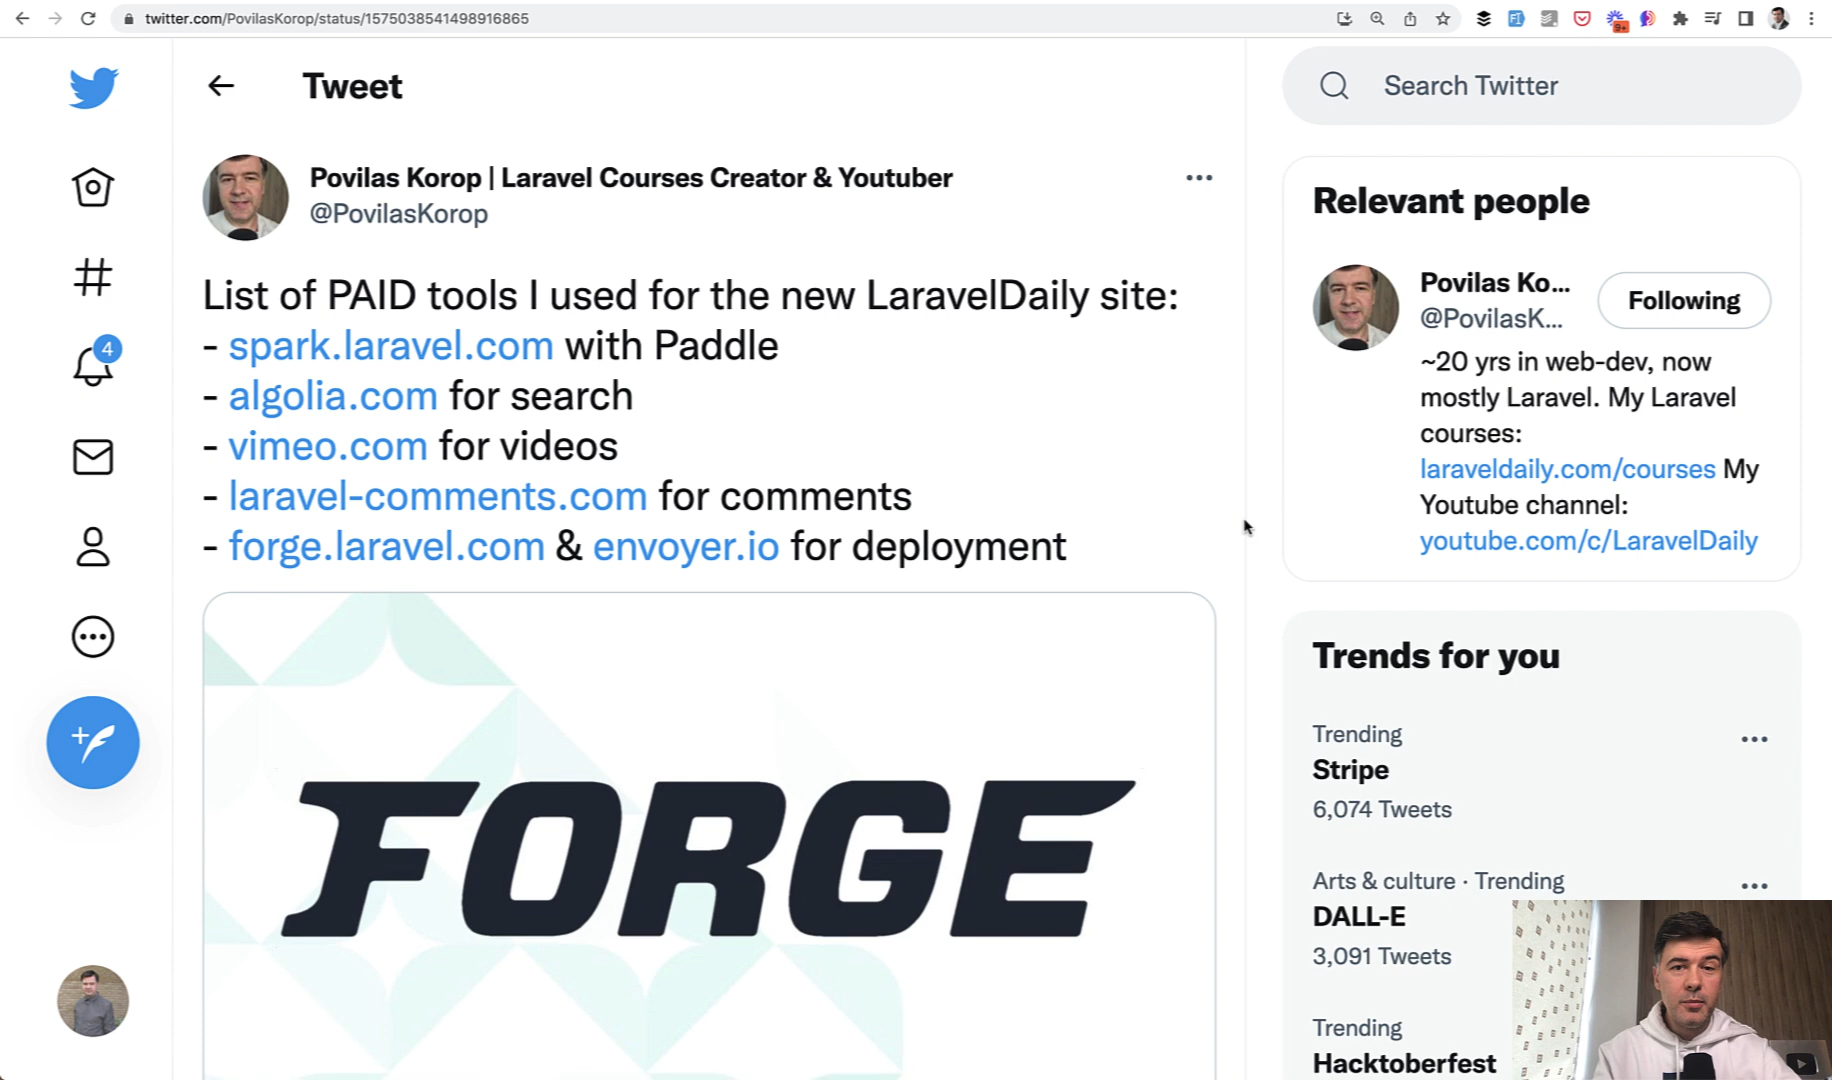 twitter.com/PovilasKorop/status/1575038541498916865
9+
Tweet
Search Twitter
Povilas Korop | Laravel Courses Creator & Youtuber
@PovilasKorop
4
List of PAID tools I used for the new LaravelDaily site:
- spark.laravel.com with Paddle
- algolia.com for search
- vimeo.com for videos
- laravel-comments.com for comments
- forge.laravel.com & envoyer.io for deployment
FORGE
Relevant people
Povilas Ko...
@PovilasK...
Following
~20 yrs in web-dev, now
mostly Laravel. My Laravel
courses:
laraveldaily.com/courses My
Youtube channel:
youtube.com/c/LaravelDaily
Trends for you
Trending
Stripe
6,074 Tweets
Arts & culture · Trending
DALL-E
3,091 Tweets
Trending
Hacktoberfest